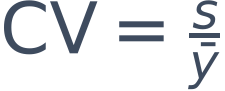 CV = s/ȳ